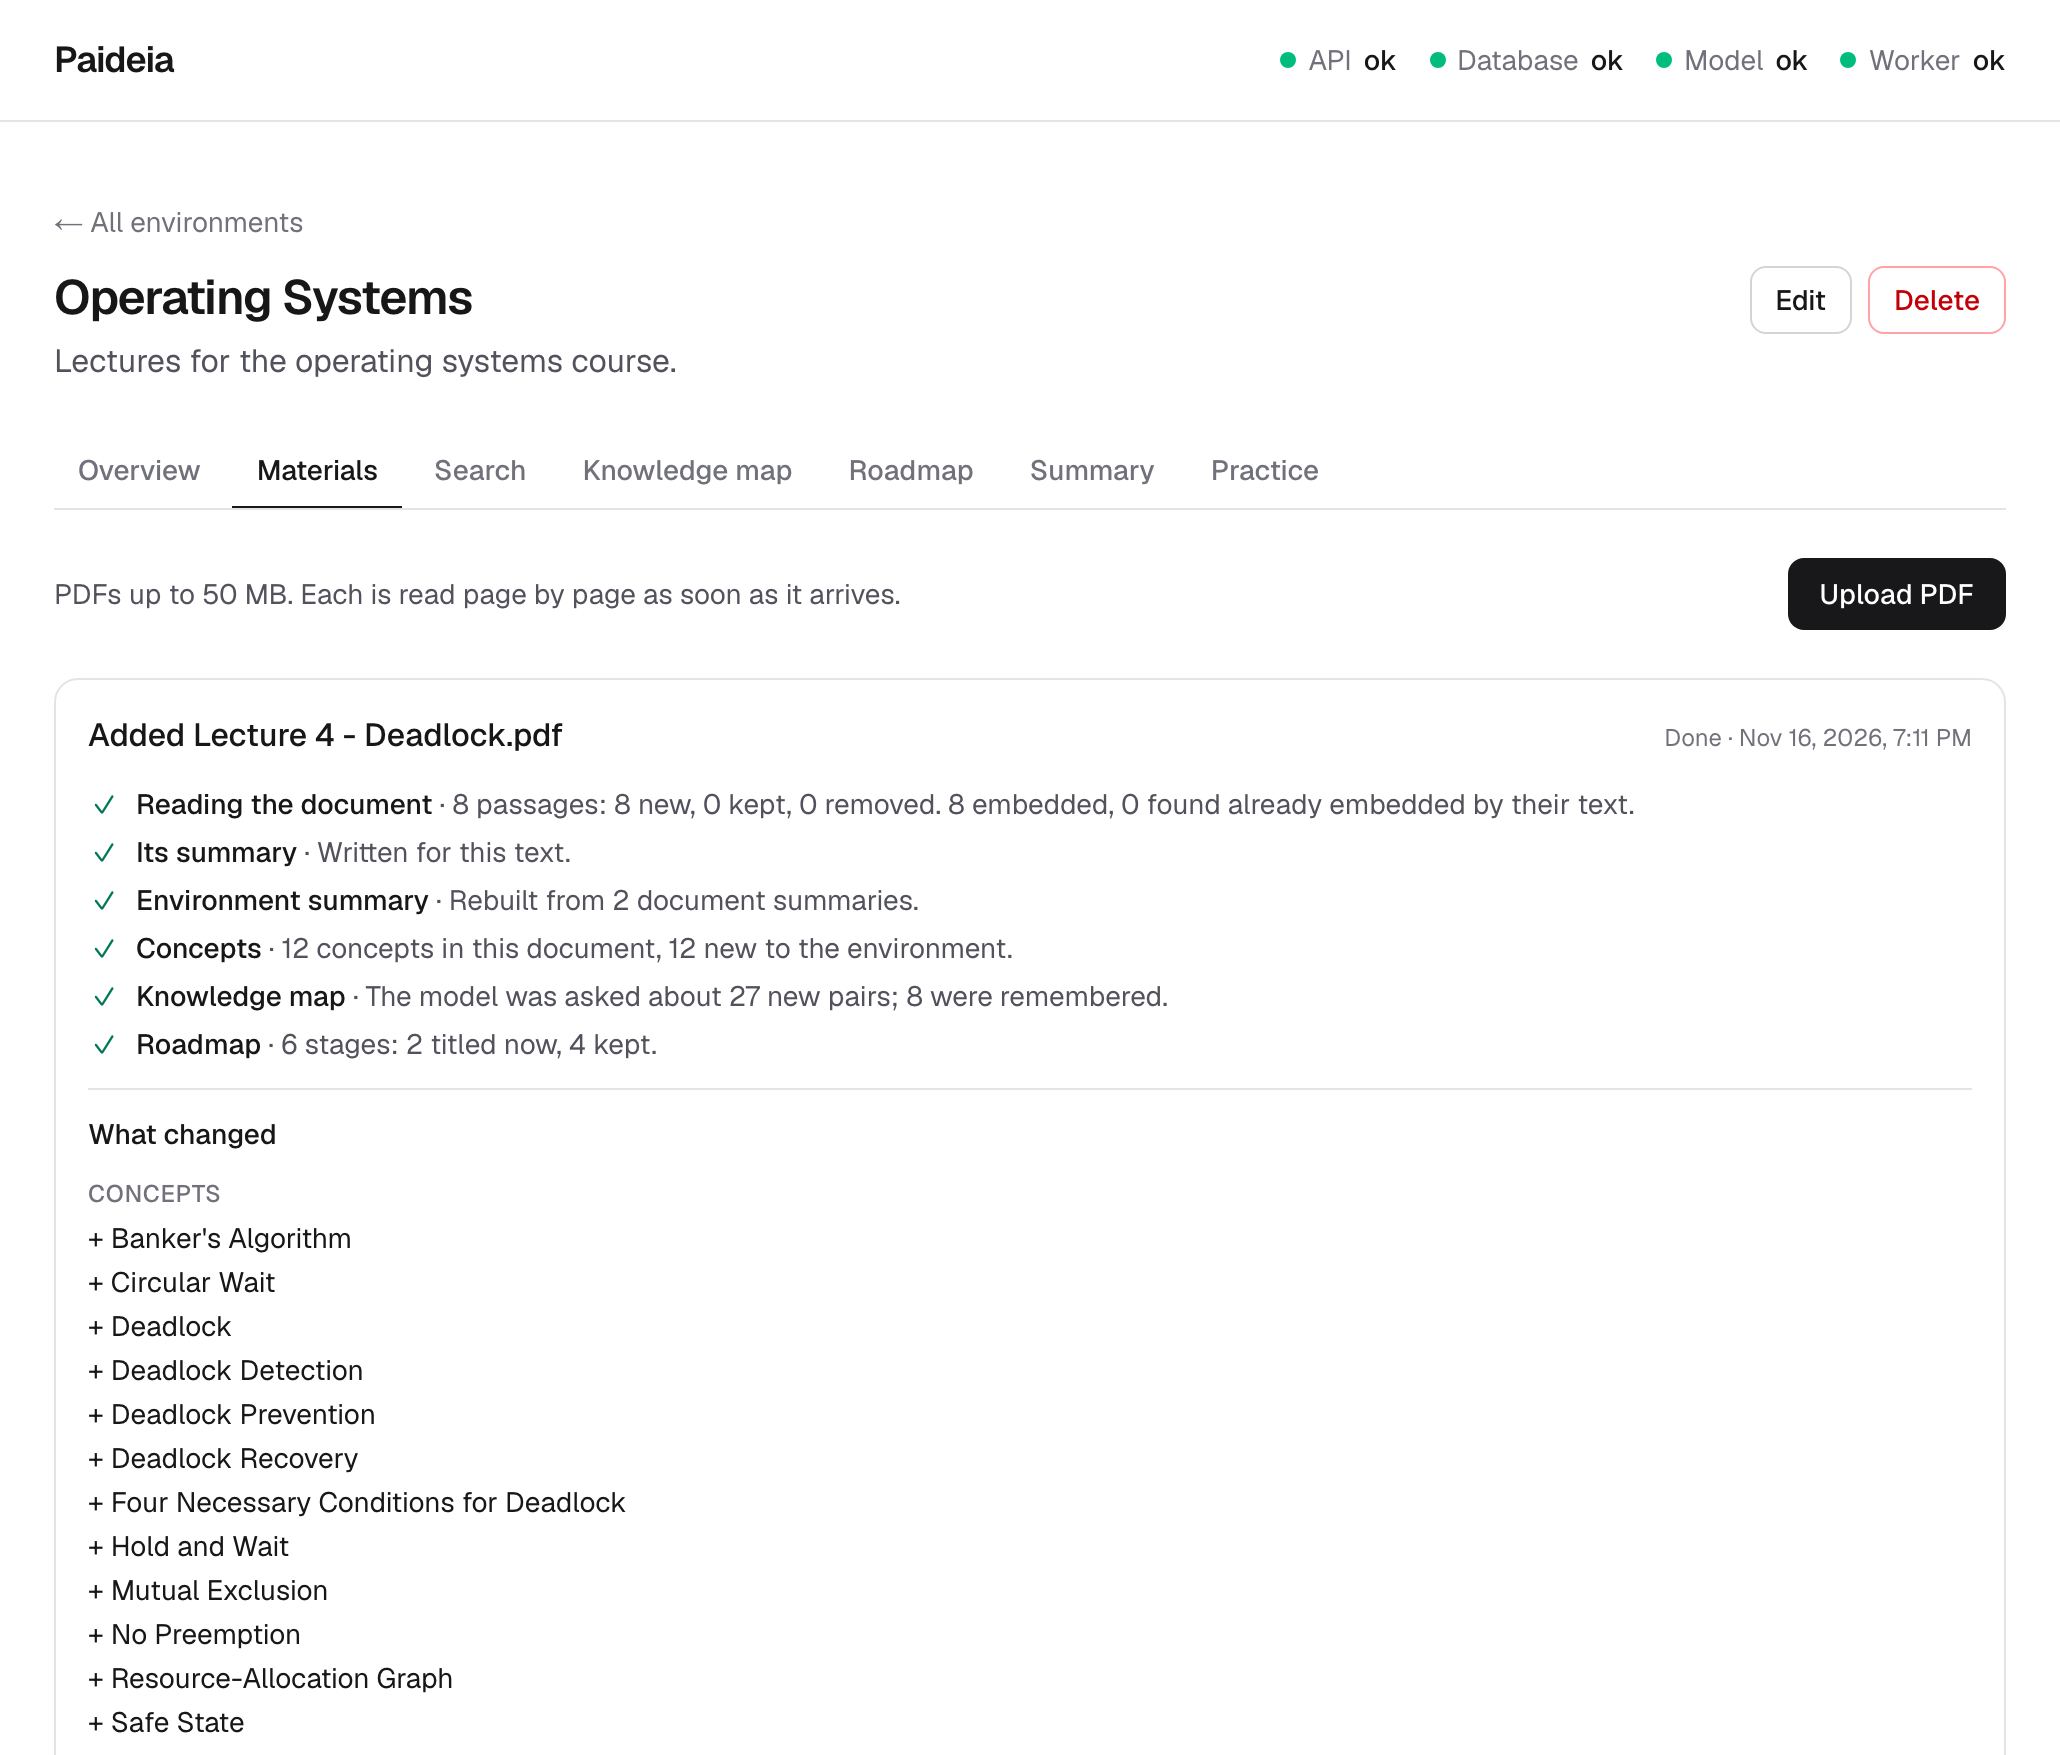 Paideia
API ok Database ok Model ok Worker ok
← All environments
Operating Systems
Edit Delete
Lectures for the operating systems course.
Overview Materials Search Knowledge map Roadmap Summary Practice
PDFs up to 50 MB. Each is read page by page as soon as it arrives.
Upload PDF
Added Lecture 4 - Deadlock.pdf
Done · Nov 16, 2026, 7:11 PM
✓ Reading the document · 8 passages: 8 new, 0 kept, 0 removed. 8 embedded, 0 found already embedded by their text.
✓ Its summary · Written for this text.
✓ Environment summary · Rebuilt from 2 document summaries.
✓ Concepts · 12 concepts in this document, 12 new to the environment.
✓ Knowledge map · The model was asked about 27 new pairs; 8 were remembered.
✓ Roadmap · 6 stages: 2 titled now, 4 kept.
What changed
CONCEPTS
+ Banker's Algorithm
+ Circular Wait
+ Deadlock
+ Deadlock Detection
+ Deadlock Prevention
+ Deadlock Recovery
+ Four Necessary Conditions for Deadlock
+ Hold and Wait
+ Mutual Exclusion
+ No Preemption
+ Resource-Allocation Graph
+ Safe State